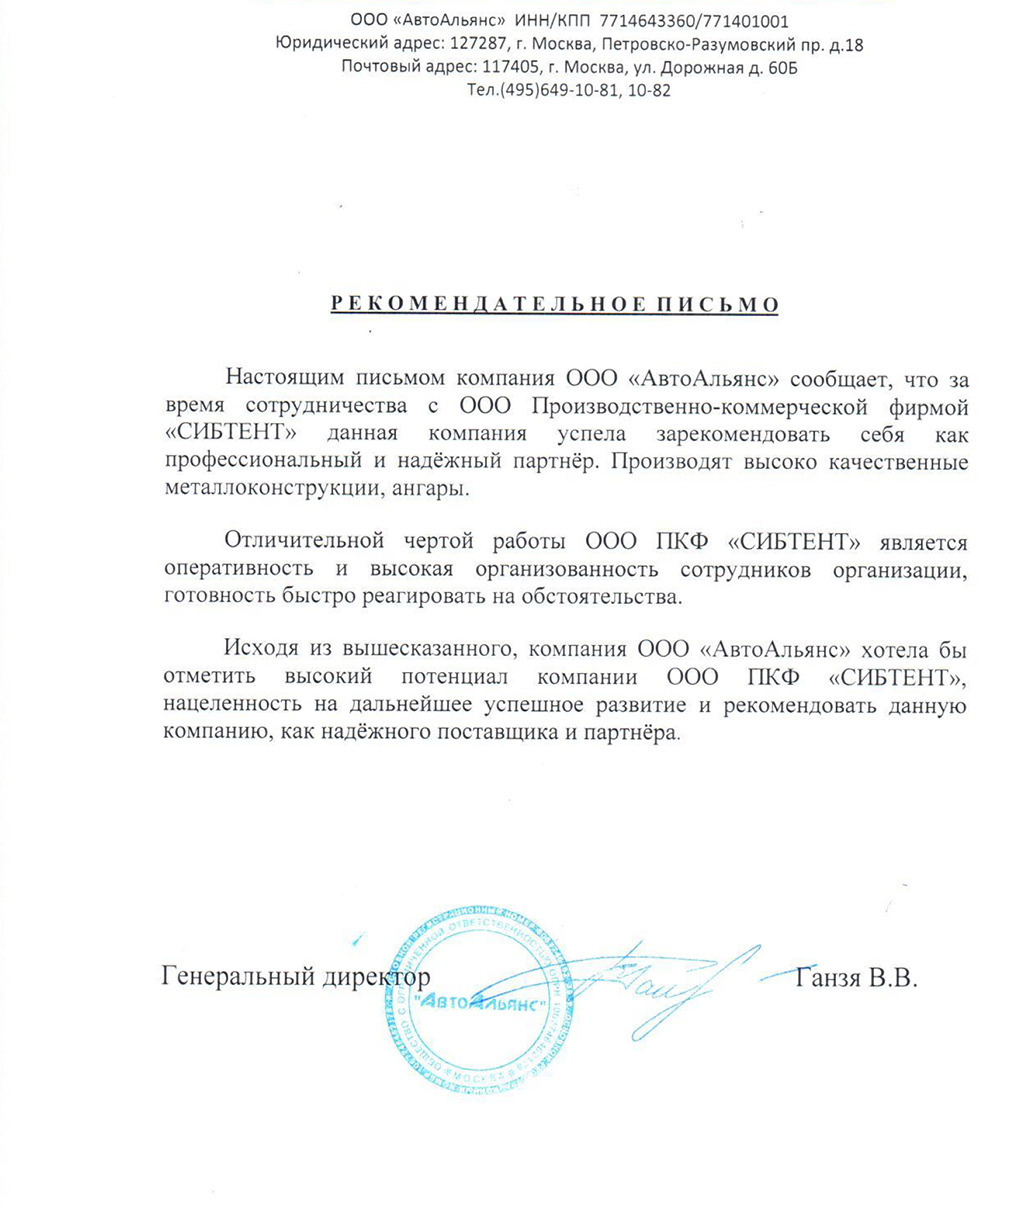 ООО «АвтоАльянс» ИНН/КПП 7714643360/771401001
Юридический адрес: 127287, г. Москва, Петровско-Разумовский пр. д.18
Почтовый адрес: 117405, г. Москва, ул. Дорожная д. 60Б
Тел.(495)649-10-81, 10-82
РЕКОМЕНДАТЕЛЬНОЕ ПИСЬМО
Настоящим письмом компания ООО «АвтоАльянс» сообщает, что за
время сотрудничества с ООО Производственно-коммерческой фирмой
«СИБТЕНТ» данная компания успела зарекомендовать себя как
профессиональный и надёжный партнёр. Производят высоко качественные
металлоконструкции, ангары.
Отличительной чертой работы ООО ПКФ «СИБТЕНТ» является
оперативность и высокая организованность сотрудников организации,
готовность быстро реагировать на обстоятельства.
Исходя из вышесказанного, компания ООО «АвтоАльянс» хотела бы
отметить высокий потенциал компании ООО ПКФ «СИБТЕНТ»,
нацеленность на дальнейшее успешное развитие и рекомендовать данную
компанию, как надёжного поставщика и партнёра.
Генеральный директор Ганзя В.В.
"АвтоАльянс"
ОБЩЕСТВО С ОГРАНИЧЕННОЙ ОТВЕТСТВЕННОСТЬЮ
МОСКВА